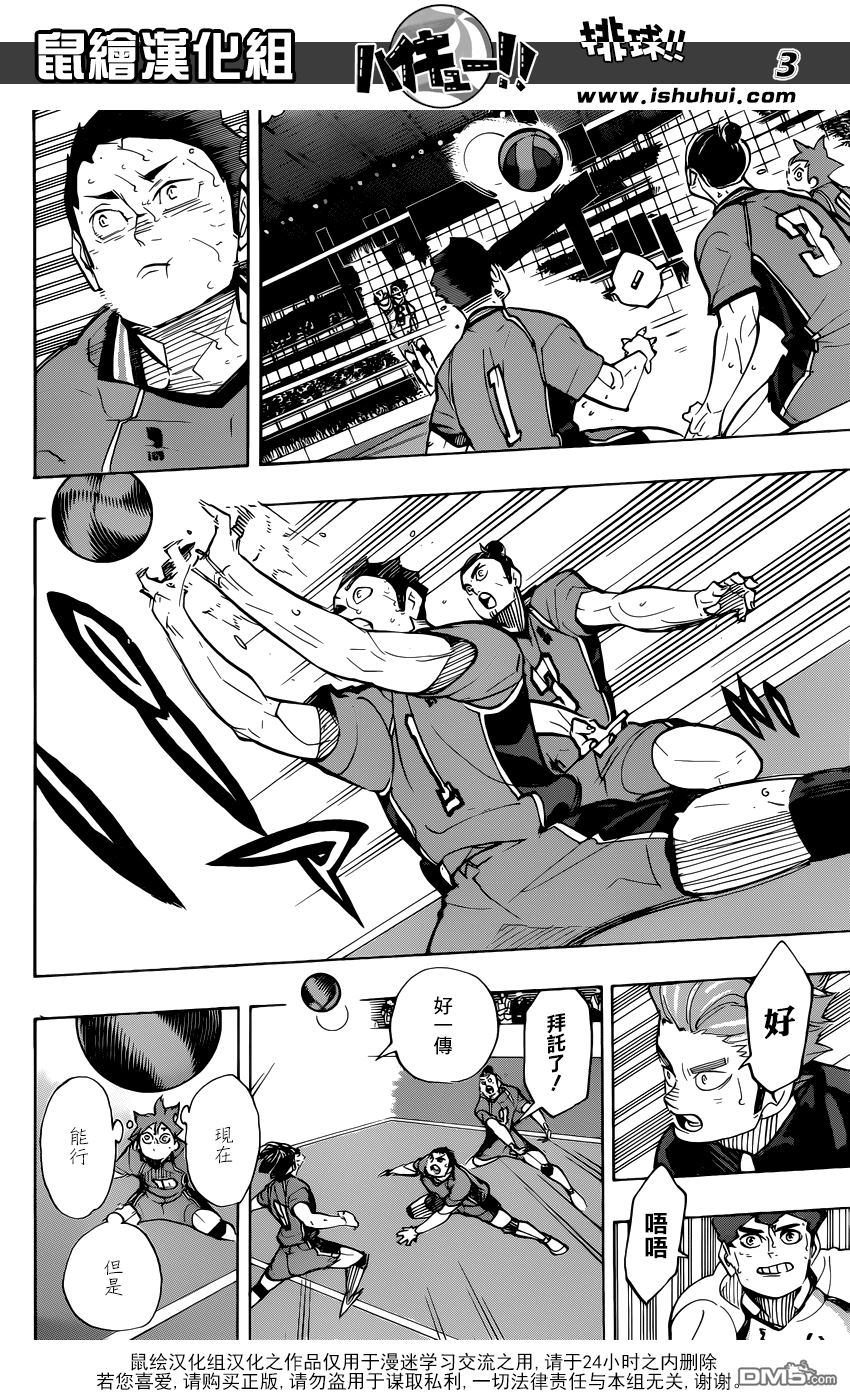 鼠繪漢化組
ハイキュー!!
排球!!
3
www.ishuhui.com
3
1
1
好
拜託了!
好
一
傳
現在
能行
但是
唔唔
鼠绘汉化组汉化之作品仅用于漫迷学习交流之用,请于24小时之内删除
若您喜爱,请购买正版,请勿盗用于谋取私利,一切法律责任与本组无关,谢谢。
DM5.com